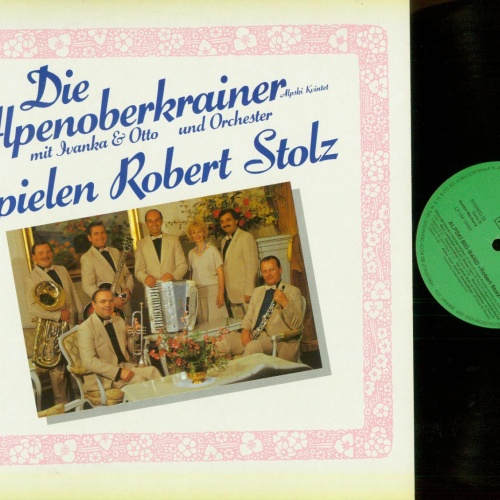 Die
Alpenoberkrainer Alpski Kvintet
mit Ivanka & Otto und Orchester
spielen Robert Stolz